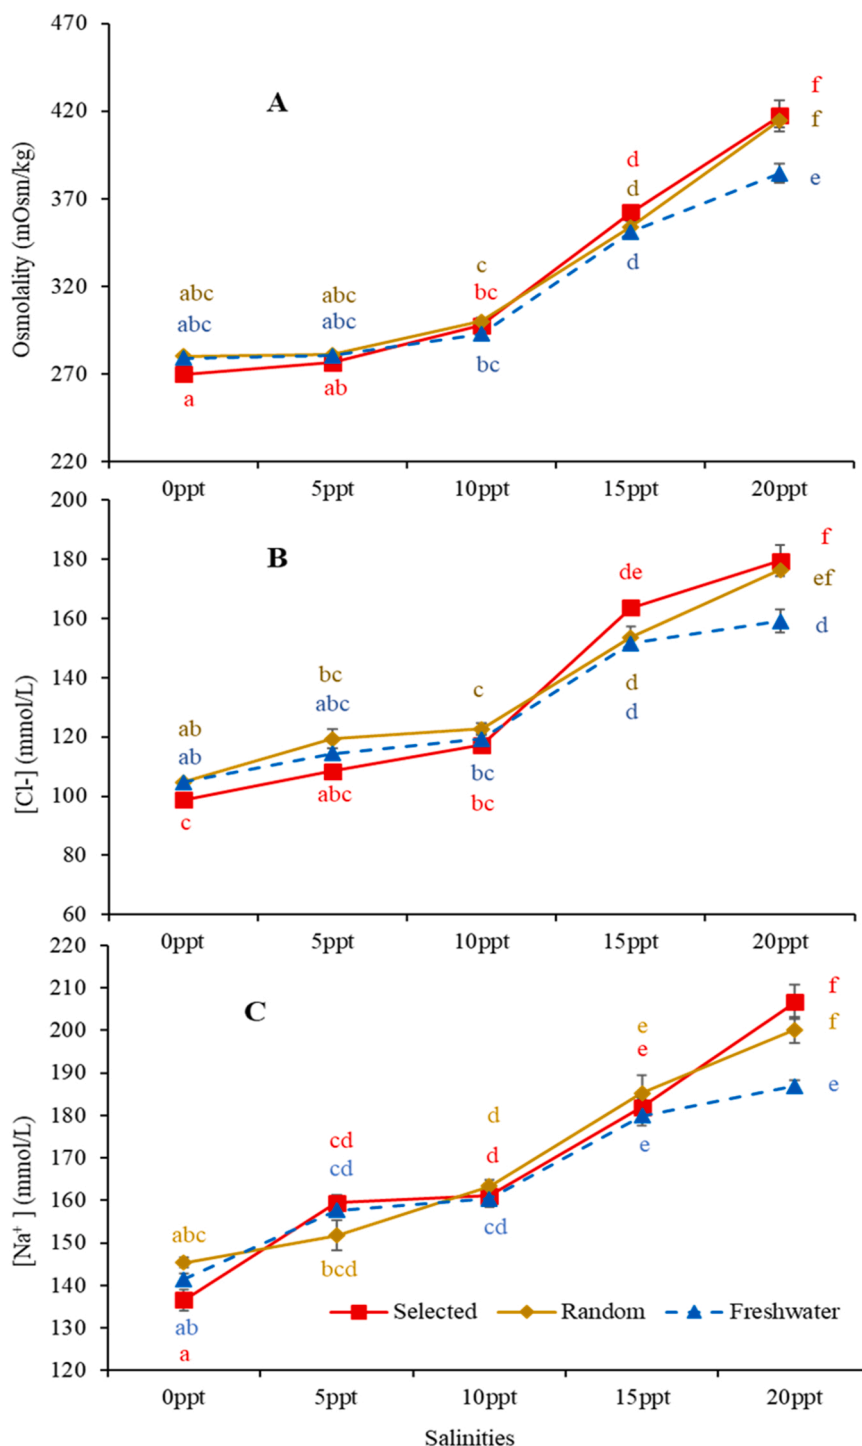 470
A
f
420
f
d
d
e
370
Osmolality (mOsm/kg)
c
abc
abc
320
bc
abc
abc
d
bc
270
a
ab
220
0ppt
5ppt
10ppt
15ppt
20ppt
200
B
f
180
de
ef
160
d
140
bc
c
d
abc
d
ab
120
ab
bc
[Cl-] (mmol/L)
100
abc
bc
c
80
60
0ppt
5ppt
10ppt
15ppt
20ppt
220
C
f
210
e
f
200
e
190
e
d
180
cd
d
e
170
cd
160
cd
[Na⁺ ] (mmol/L)
abc
150
bcd
140
Selected
Random
Freshwater
ab
130
a
120
0ppt
5ppt
10ppt
15ppt
20ppt
Salinities